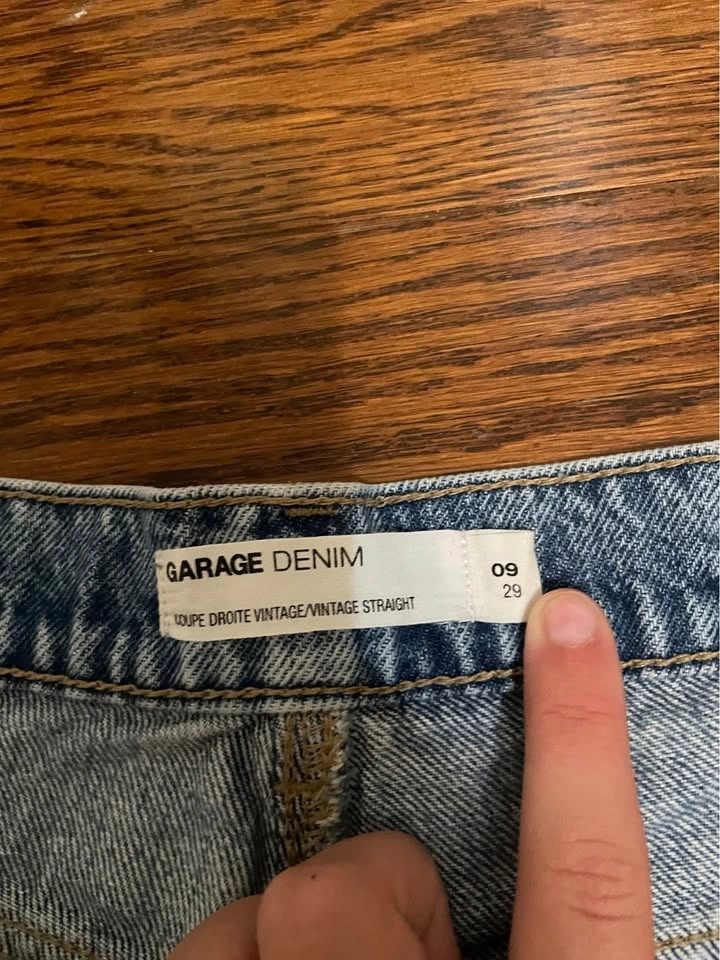 GARAGE DENIM
COUPE DROITE VINTAGE/VINTAGE STRAIGHT
09
29